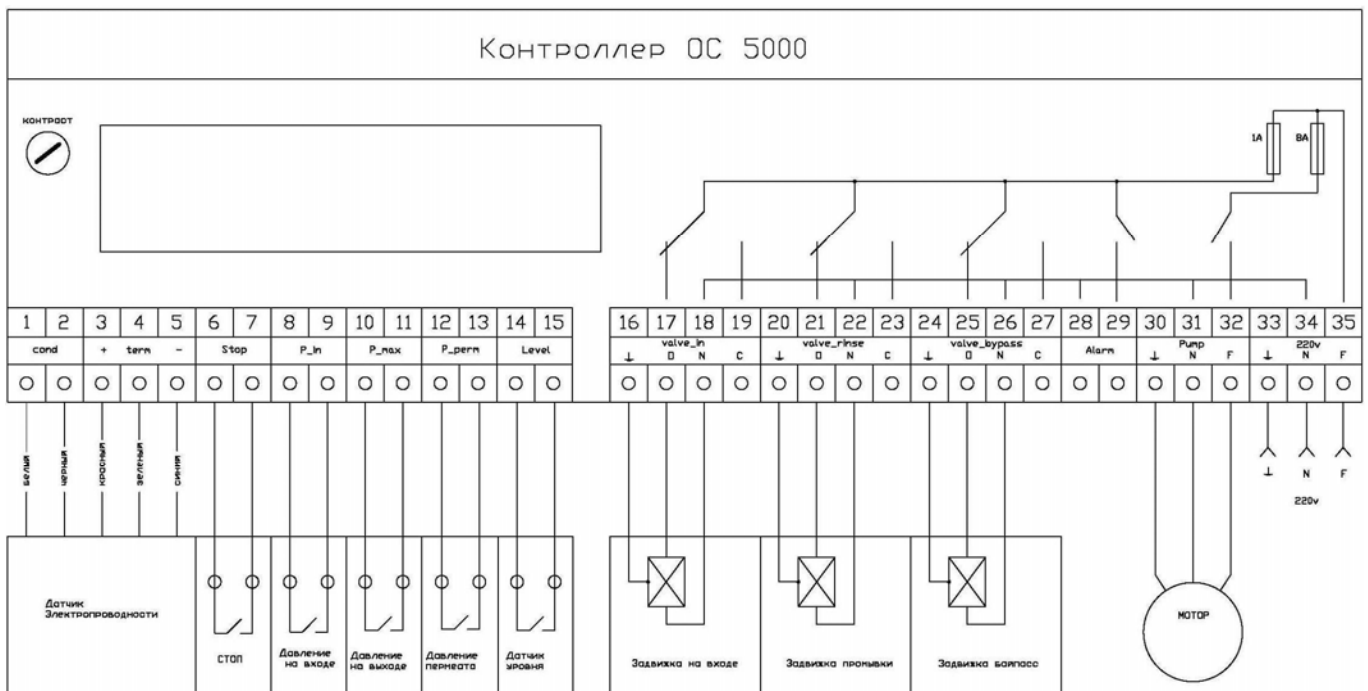 Контроллер ОС 5000
контраст
1А
8А
1 2 3 4 5 6 7 8 9 10 11 12 13 14 15
16 17 18 19 20 21 22 23 24 25 26 27 28 29 30 31 32 33 34 35
cond + term - Stop P_in P_max P_perm Level
valve_in valve_rinse valve_bypass Alarm Pump 220v
⏚ O N C ⏚ O N C ⏚ O N C ⏚ N F ⏚ N F
белый
черный
красный
зеленый
синий
⏚ N F
220v
Датчик
Электропроводности
стоп
Давление
на входе
Давление
на выходе
Давление
пермеата
Датчик
уровня
Задвижка на входе
Задвижка промывки
Задвижка байпасс
мотор